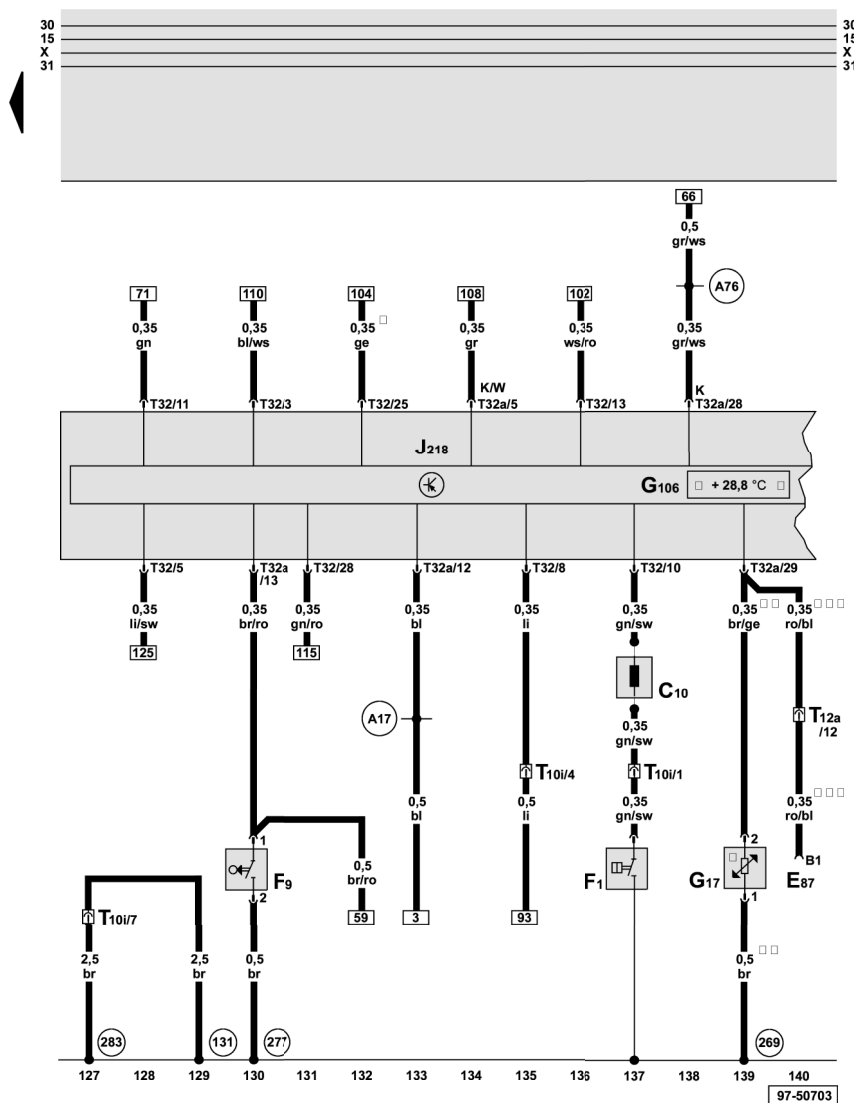 30 30
15 15
X X
31 31
66
0,5
gr/ws
A76
71 110 104 108 102
0,35 0,35 0,35 0,35 0,35 0,35
gn bl/ws ge gr ws/ro gr/ws
K/W K
T32/11 T32/3 T32/25 T32a/5 T32/13 T32a/28
J218
G106 + 28,8 °C
T32/5 T32a/13 T32/28 T32a/12 T32/8 T32/10 T32a/29
0,35 0,35 0,35 0,35 0,35 0,35 0,35 0,35
li/sw br/ro gn/ro bl li gn/sw br/ge ro/bl
125 115
C10
A17
T12a/12
0,35
gn/sw
T10i/4 T10i/1
0,5 0,5 0,35 0,35
bl li gn/sw ro/bl
1 2 B1
F9 0,5 F1 G17 E87
br/ro
2 1
59 3 93
T10i/7
2,5 2,5 0,5 0,5
br br br br
283 131 277 269
127 128 129 130 131 132 133 134 135 136 137 138 139 140
97-50703